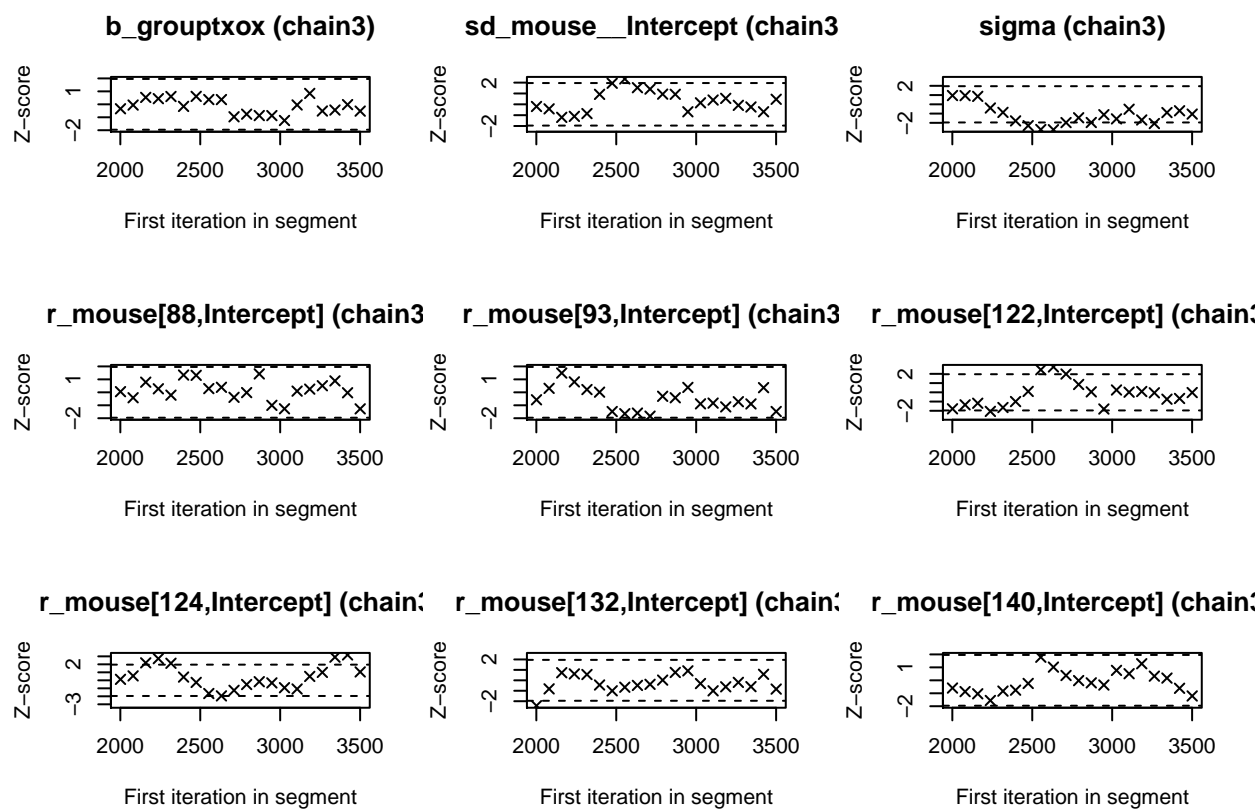 b_grouptxox (chain3)
Z−score
1
−2
2000 2500 3000 3500
First iteration in segment
sd_mouse__Intercept (chain3
Z−score
2
−2
2000 2500 3000 3500
First iteration in segment
sigma (chain3)
Z−score
2
−2
2000 2500 3000 3500
First iteration in segment
r_mouse[88,Intercept] (chain3
Z−score
1
−2
2000 2500 3000 3500
First iteration in segment
r_mouse[93,Intercept] (chain3
Z−score
1
−2
2000 2500 3000 3500
First iteration in segment
r_mouse[122,Intercept] (chain3
Z−score
2
−2
2000 2500 3000 3500
First iteration in segment
r_mouse[124,Intercept] (chain3
Z−score
2
−3
2000 2500 3000 3500
First iteration in segment
r_mouse[132,Intercept] (chain3
Z−score
2
−2
2000 2500 3000 3500
First iteration in segment
r_mouse[140,Intercept] (chain3
Z−score
1
−2
2000 2500 3000 3500
First iteration in segment